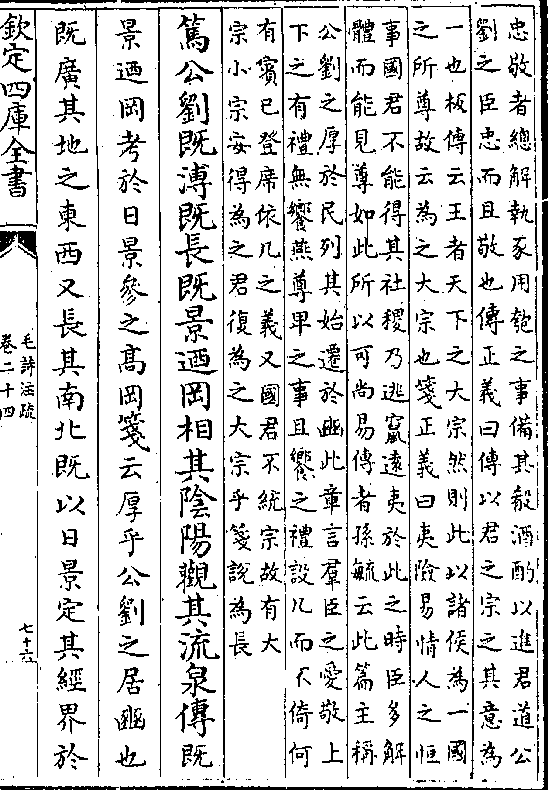 忠敬者總解執豕用匏之事備其殽酒酌以進君道公
劉之臣忠而且敬也傳正義曰傳以君之宗之其意為
一也板傳云王者天下之大宗然則此以諸侯為一國
之所尊故云為之大宗也箋正義曰夷險易情人之恒
事國君不能得其社稷乃逃竄遠夷於此之時臣多解
體而能見尊如此所以可尚易傳者孫毓云此篇主稱
公劉之厚於民列其始遷於豳此章言羣臣之愛敬上
下之有禮無饗燕尊卑之事且饗之禮設几而不倚何
有賓已登席依几之義又國君不統宗故有大
宗小宗安得為之君復為之大宗乎箋說為長
篤公劉既溥既長既景迺岡相其陰陽觀其流泉傳既
景迺岡考於日景參之高岡箋云厚乎公劉之居豳也
既廣其地之東西又長其南北既以日景定其經界於
欽定四庫全書
毛詩注疏
卷二十四
七十六